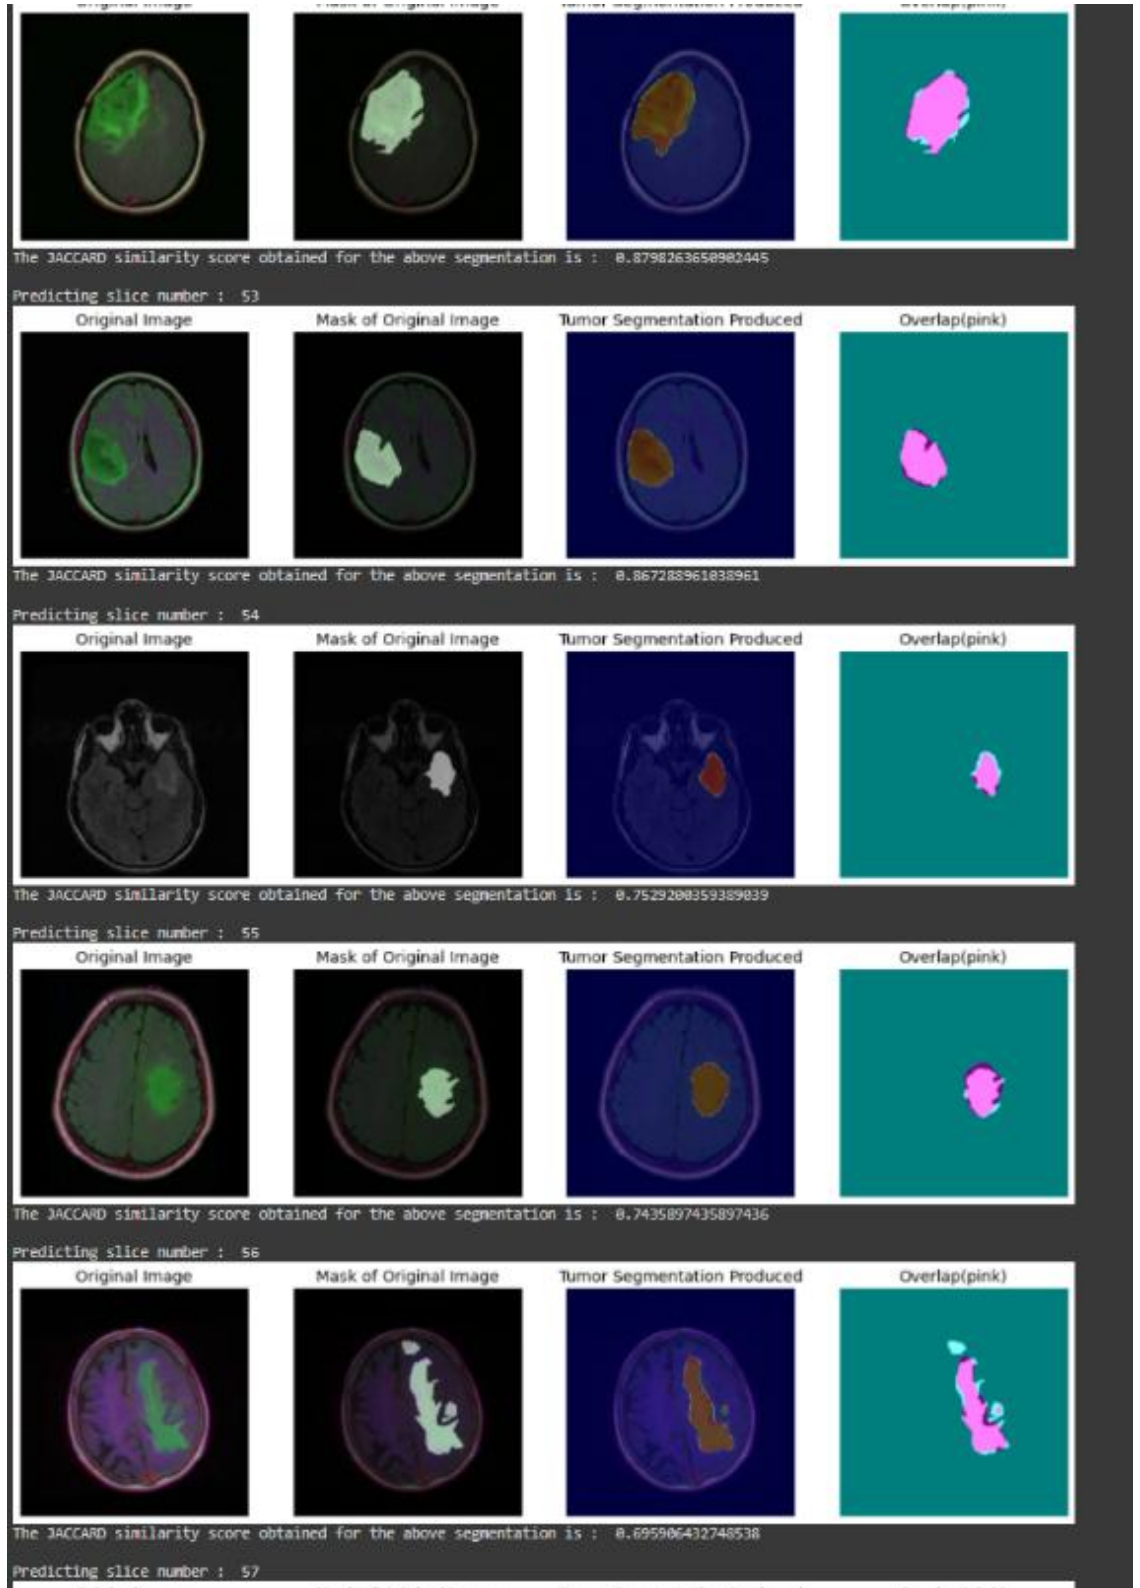 The JACCARD similarity score obtained for the above segmentation is : 0.8798263650902445
Predicting slice number : 53
Original Image Mask of Original Image Tumor Segmentation Produced Overlap(pink)
The JACCARD similarity score obtained for the above segmentation is : 0.867288961038961
Predicting slice number : 54
Original Image Mask of Original Image Tumor Segmentation Produced Overlap(pink)
The JACCARD similarity score obtained for the above segmentation is : 0.7529200359389039
Predicting slice number : 55
Original Image Mask of Original Image Tumor Segmentation Produced Overlap(pink)
The JACCARD similarity score obtained for the above segmentation is : 0.7435897435897436
Predicting slice number : 56
Original Image Mask of Original Image Tumor Segmentation Produced Overlap(pink)
The JACCARD similarity score obtained for the above segmentation is : 0.695906432748538
Predicting slice number : 57